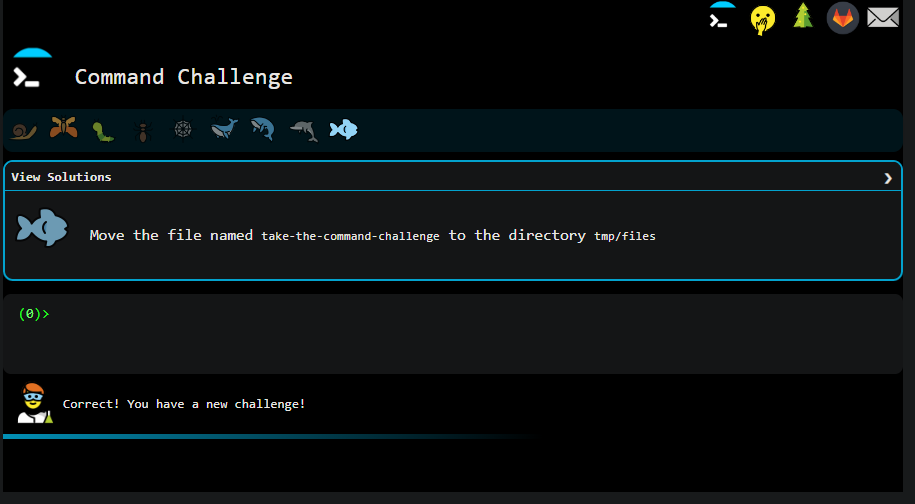 Command Challenge
View Solutions
Move the file named take-the-command-challenge to the directory tmp/files
(0)>
Correct! You have a new challenge!